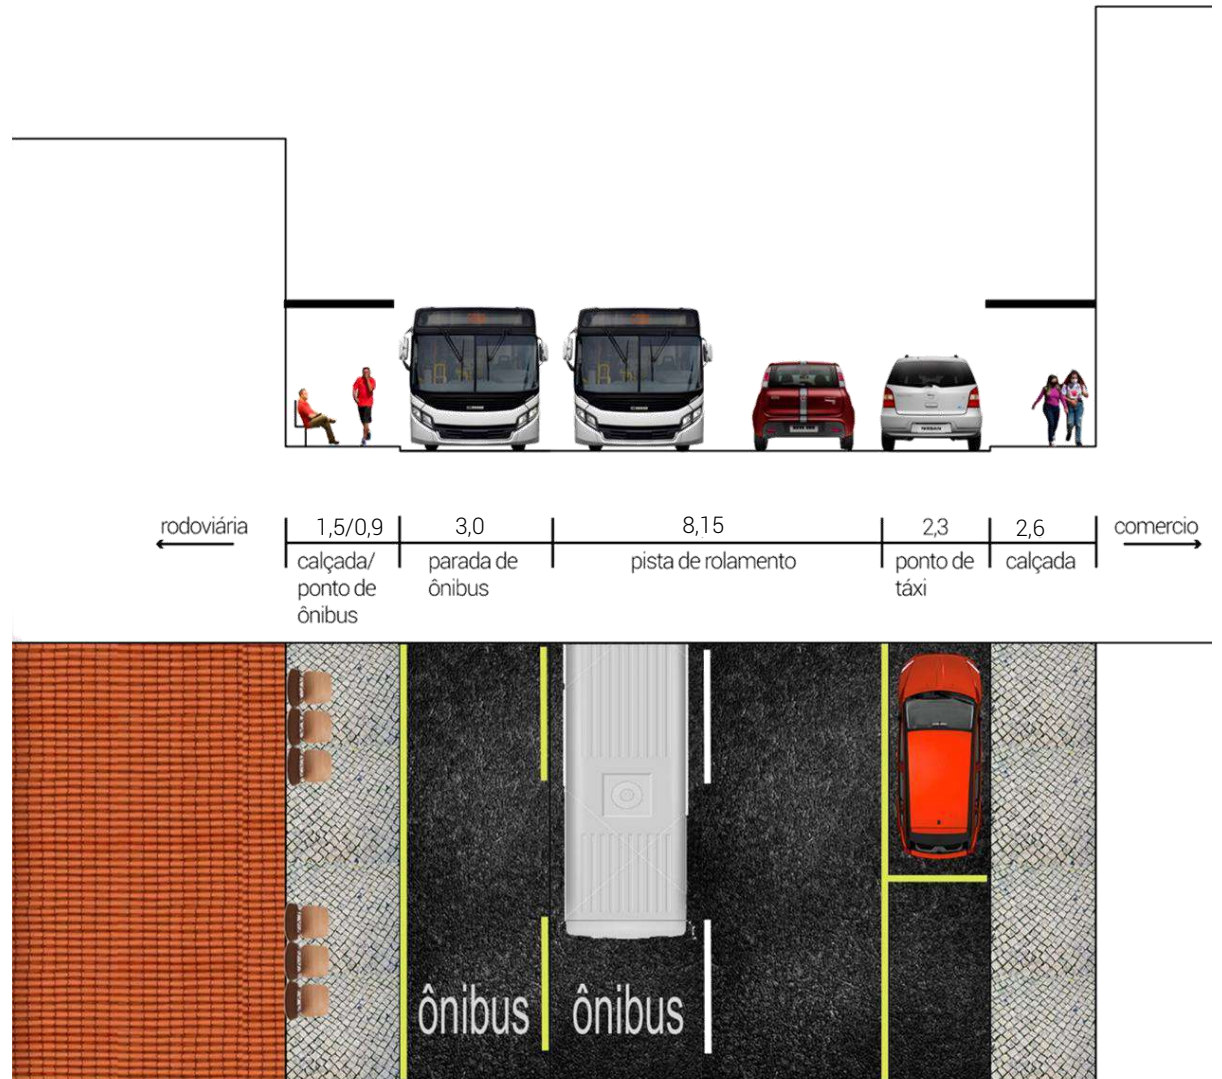 rodoviária
1,5/0,9
3,0
8,15
2,3
2,6
comercio
calçada/
ponto de
ônibus
parada de
ônibus
pista de rolamento
ponto de
táxi
calçada
ônibus
ônibus